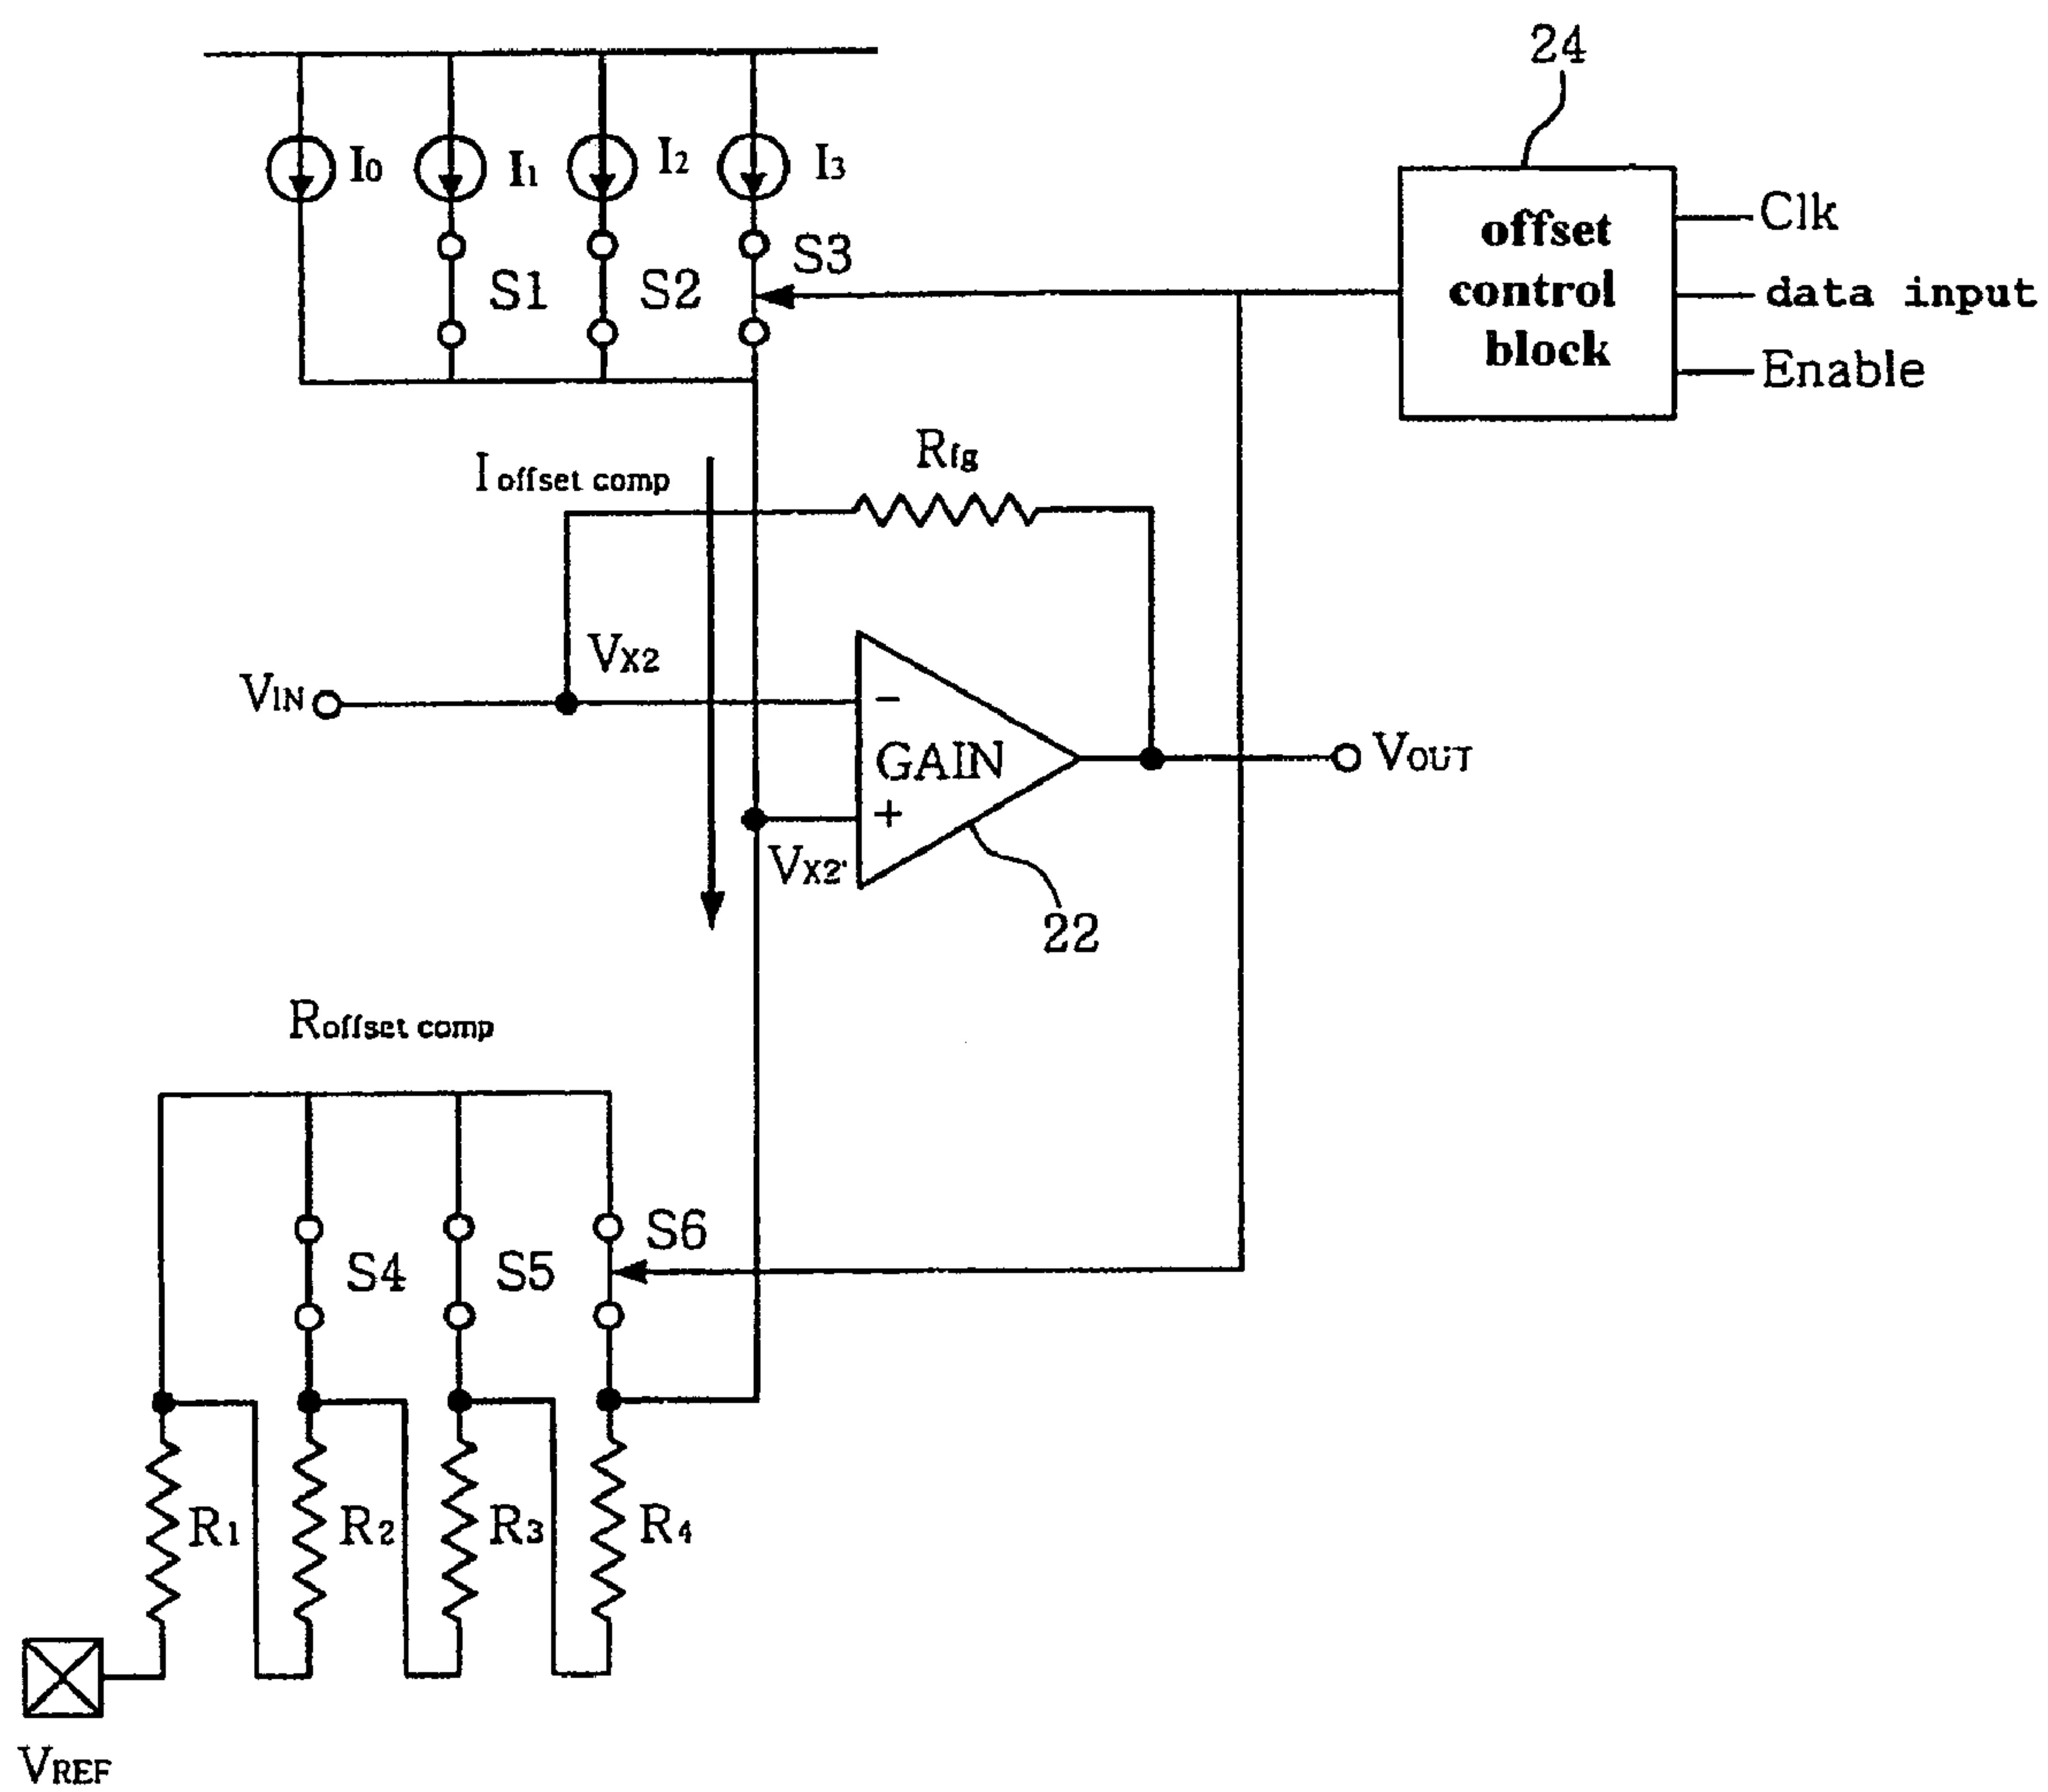 24
I0 I1 I2 I3
S1 S2 S3
offset
control
block
Clk
data input
Enable
I offset comp
Rfg
VX2
VIN
-
GAIN
+
VOUT
VX2'
22
Roffset comp
S4 S5 S6
R1 R2 R3 R4
VREF